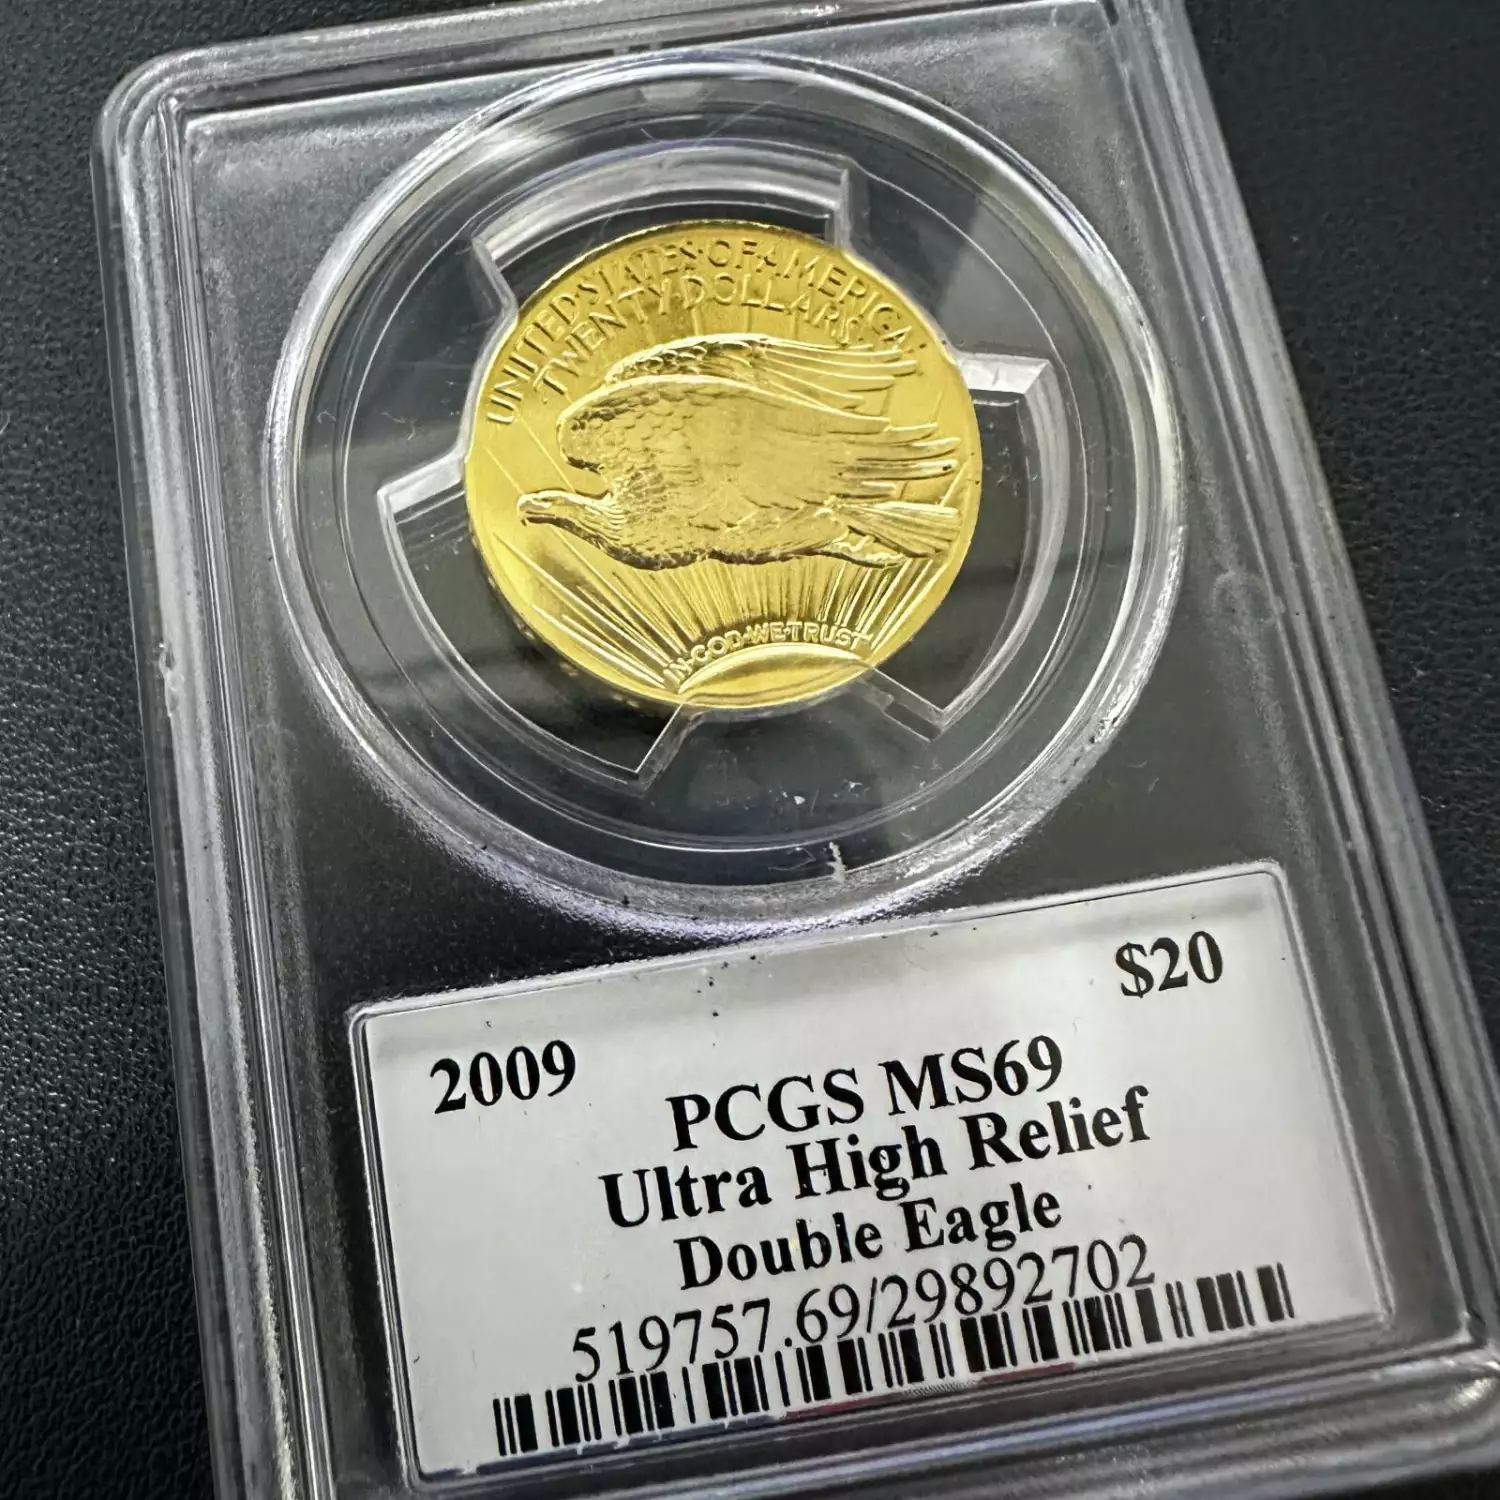 UNITED·STATES·OF·AMERICA·
·TWENTY·DOLLARS·
IN·GOD·WE·TRUST
2009 $20
PCGS MS69
Ultra High Relief
Double Eagle
519757.69/29892702